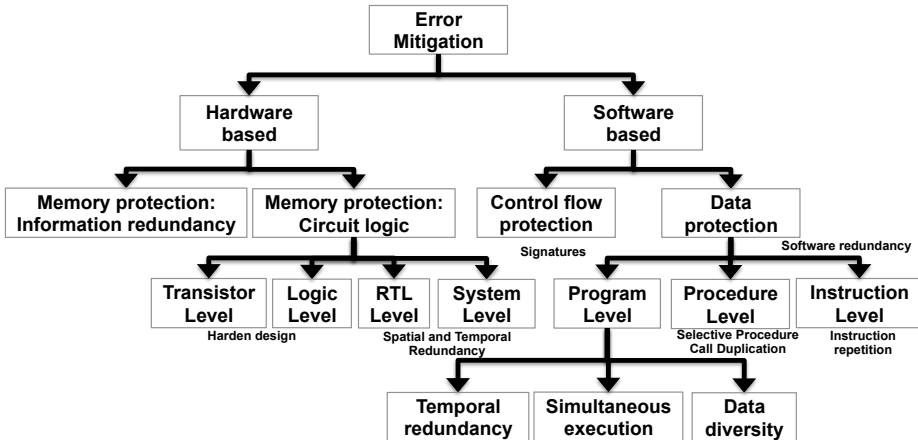 Error
Mitigation
Hardware
based
Software
based
Memory protection:
Information redundancy
Memory protection:
Circuit logic
Control flow
protection
Data
protection
Signatures
Software redundancy
Transistor
Level
Logic
Level
RTL
Level
System
Level
Program
Level
Procedure
Level
Instruction
Level
Harden design
Spatial and Temporal
Redundancy
Selective Procedure
Call Duplication
Instruction
repetition
Temporal
redundancy
Simultaneous
execution
Data
diversity